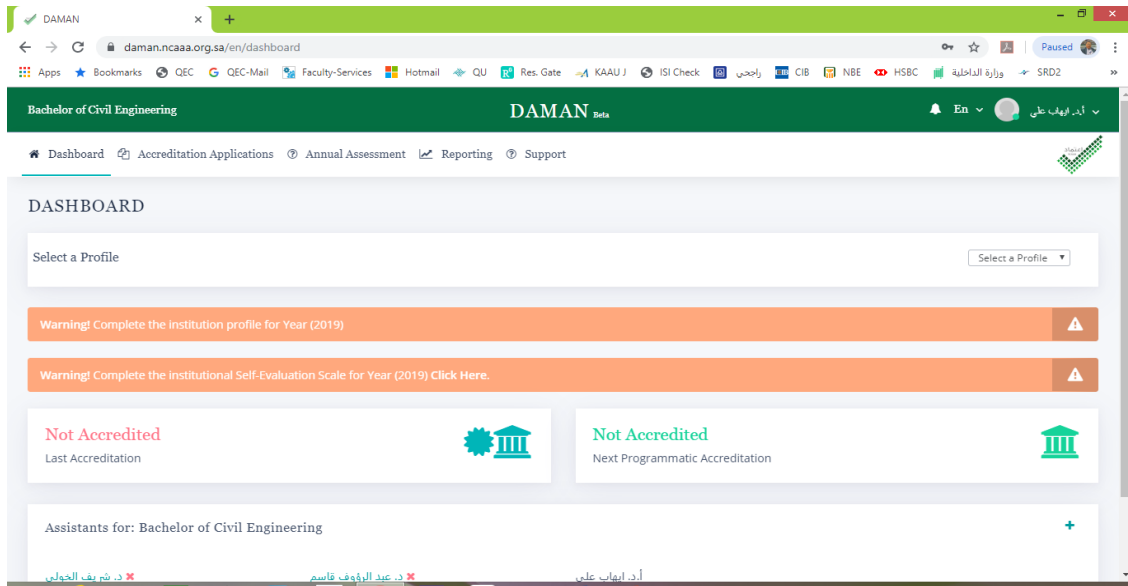 DAMAN
daman.ncaaa.org.sa/en/dashboard
Paused
Apps Bookmarks QEC QEC-Mail Faculty-Services Hotmail QU Res. Gate KAAU J ISI Check راجحي CIB NBE HSBC وزارة الداخلية SRD2 »
Bachelor of Civil Engineering
DAMAN Beta
En
أ.د. ايهاب على
Dashboard Accreditation Applications Annual Assessment Reporting Support
DASHBOARD
Select a Profile
Select a Profile
Warning! Complete the institution profile for Year (2019)
Warning! Complete the institutional Self-Evaluation Scale for Year (2019) Click Here.
Not Accredited
Last Accreditation
Not Accredited
Next Programmatic Accreditation
Assistants for: Bachelor of Civil Engineering
د. شريف الخولى
د. عبد الرؤوف قاسم
أ.د. ايهاب على